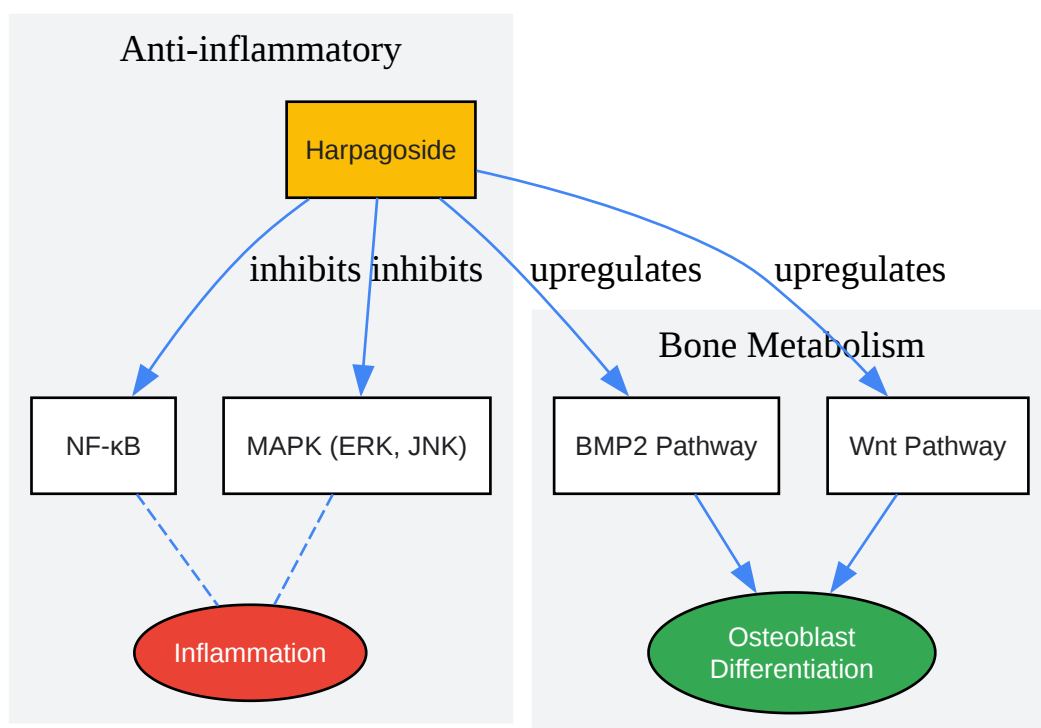 Anti-inflammatory
Harpagoside
inhibits
inhibits
upregulates
upregulates
Bone Metabolism
NF-κB
MAPK (ERK, JNK)
BMP2 Pathway
Wnt Pathway
Inflammation
Osteoblast
Differentiation